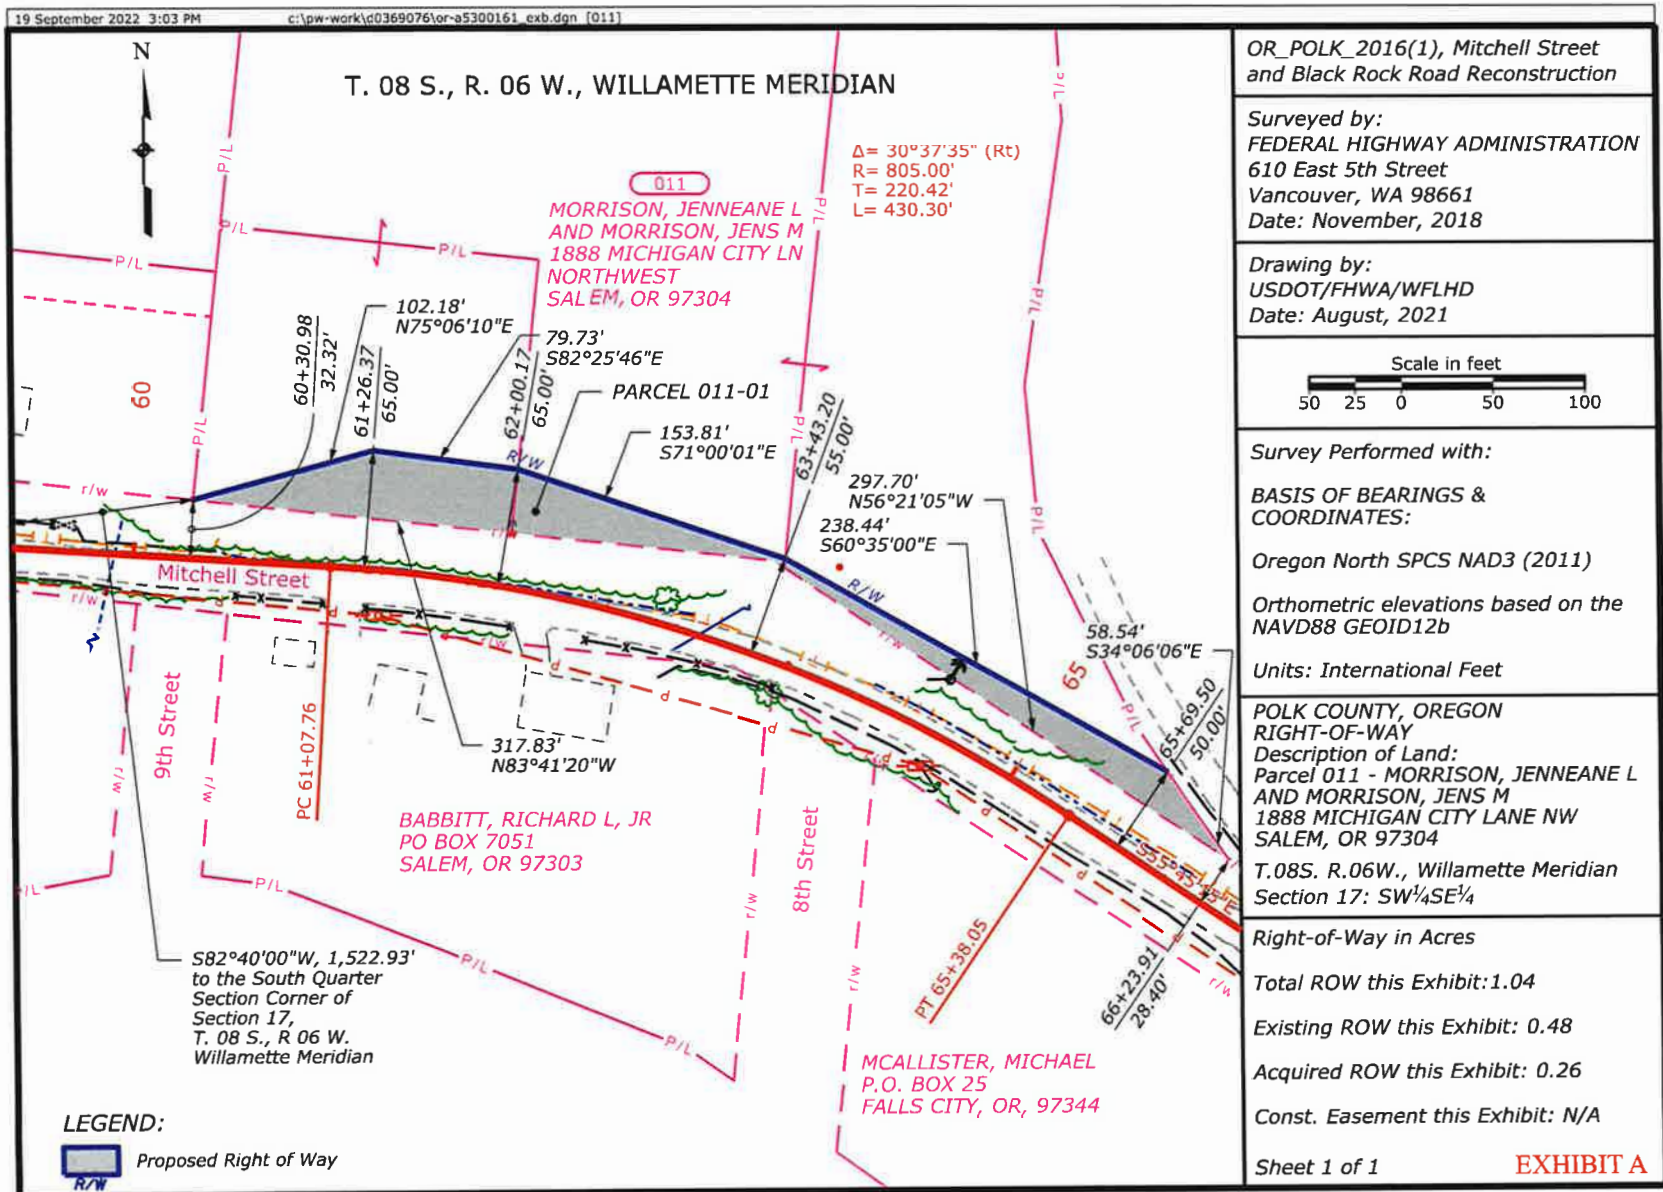 19 September 2022 3:03 PM
c:\pw-work\d0369076\or-a5300161_exb.dgn [011]
N
T. 08 S., R. 06 W., WILLAMETTE MERIDIAN
Δ= 30°37'35" (Rt)
R= 805.00'
T= 220.42'
L= 430.30'
011
MORRISON, JENNEANE L
AND MORRISON, JENS M
1888 MICHIGAN CITY LN
NORTHWEST
SALEM, OR 97304
P/L
P/L
P/L
P/L
P/L
P/L
P/L
P/L
P/L
P/L
P/L
P/L
102.18'
N75°06'10"E
79.73'
S82°25'46"E
PARCEL 011-01
153.81'
S71°00'01"E
60+30.98
32.32'
61+26.37
65.00'
62+00.17
65.00'
63+43.20
55.00'
297.70'
N56°21'05"W
238.44'
S60°35'00"E
58.54'
S34°06'06"E
65+69.50
50.00'
60
65
R/W
R/W
r/w
r/w
r/w
Mitchell Street
r/w
r/w
9th Street
r/w
r/w
PC 61+07.76
317.83'
N83°41'20"W
BABBITT, RICHARD L, JR
PO BOX 7051
SALEM, OR 97303
8th Street
r/w
r/w
r/w
S55°45'25"E
PT 65+38.05
66+23.91
28.40'
P/L
P/L
P/L
P/L
S82°40'00"W, 1,522.93'
to the South Quarter
Section Corner of
Section 17,
T. 08 S., R 06 W.
Willamette Meridian
MCALLISTER, MICHAEL
P.O. BOX 25
FALLS CITY, OR, 97344
LEGEND:
Proposed Right of Way
R/W
OR_POLK_2016(1), Mitchell Street
and Black Rock Road Reconstruction
Surveyed by:
FEDERAL HIGHWAY ADMINISTRATION
610 East 5th Street
Vancouver, WA 98661
Date: November, 2018
Drawing by:
USDOT/FHWA/WFLHD
Date: August, 2021
Scale in feet
50 25 0 50 100
Survey Performed with:
BASIS OF BEARINGS &
COORDINATES:
Oregon North SPCS NAD3 (2011)
Orthometric elevations based on the
NAVD88 GEOID12b
Units: International Feet
POLK COUNTY, OREGON
RIGHT-OF-WAY
Description of Land:
Parcel 011 - MORRISON, JENNEANE L
AND MORRISON, JENS M
1888 MICHIGAN CITY LANE NW
SALEM, OR 97304
T.08S. R.06W., Willamette Meridian
Section 17: SW¼SE¼
Right-of-Way in Acres
Total ROW this Exhibit:1.04
Existing ROW this Exhibit: 0.48
Acquired ROW this Exhibit: 0.26
Const. Easement this Exhibit: N/A
Sheet 1 of 1
EXHIBIT A